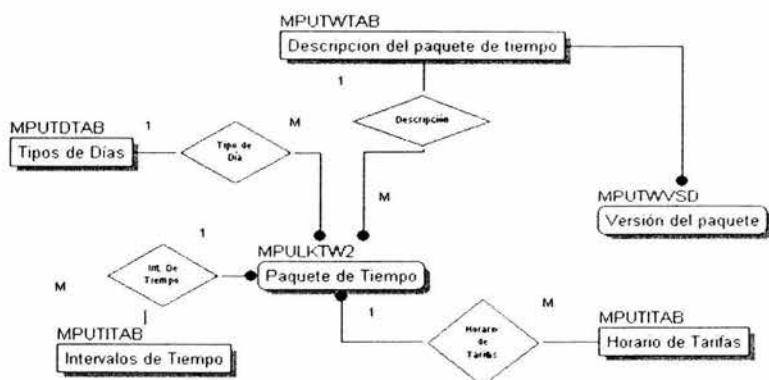 MPUTWTAB
Descripcion del paquete de tiempo
1
Descripción
M
MPUTDTAB
1
M
Tipos de Días
Tipo de
Día
MPUTWVSD
Versión del paquete
1
MPULKTW2
Paquete de Tiempo
Int. De
Tiempo
M
MPUTITAB
Intervalos de Tiempo
1
Horario
de
Tarifas
M
MPUTITAB
Horario de Tarifas